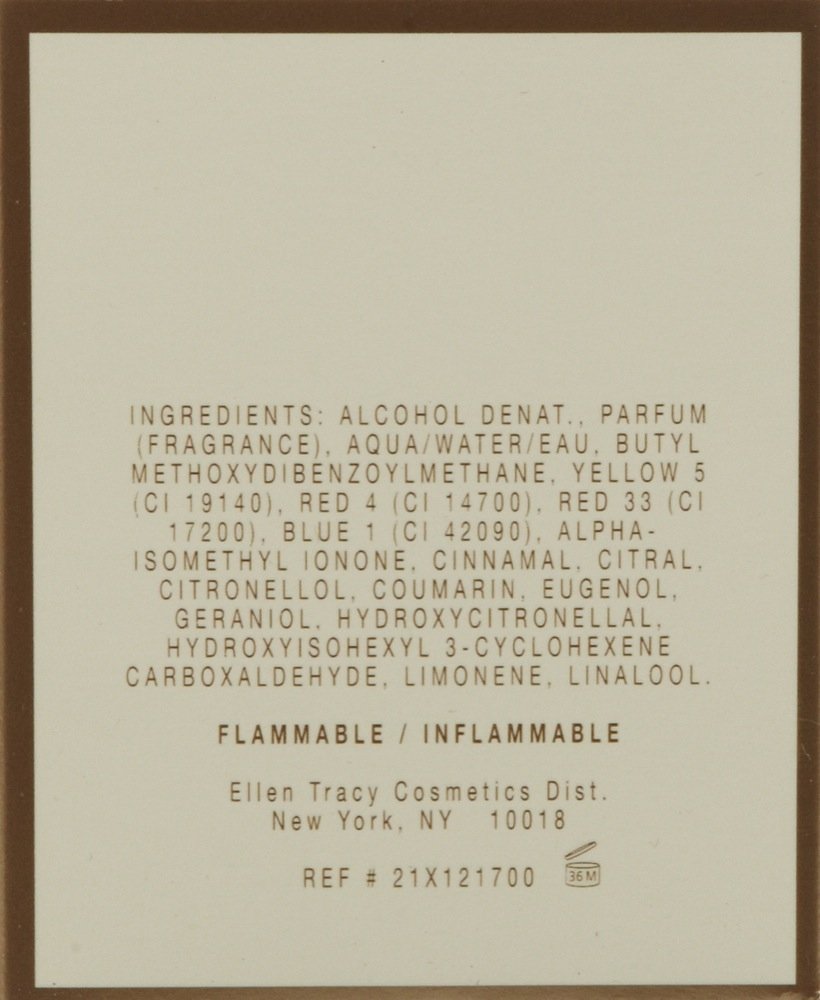 INGREDIENTS: ALCOHOL DENAT., PARFUM
(FRAGRANCE), AQUA/WATER/EAU, BUTYL
METHOXYDIBENZOYLMETHANE, YELLOW 5
(CI 19140), RED 4 (CI 14700), RED 33 (CI
17200), BLUE 1 (CI 42090), ALPHA-
ISOMETHYL IONONE, CINNAMAL, CITRAL,
CITRONELLOL, COUMARIN, EUGENOL,
GERANIOL, HYDROXYCITRONELLAL,
HYDROXYISOHEXYL 3-CYCLOHEXENE
CARBOXALDEHYDE, LIMONENE, LINALOOL.
FLAMMABLE / INFLAMMABLE
Ellen Tracy Cosmetics Dist.
New York, NY 10018
REF # 21X121700 36 M